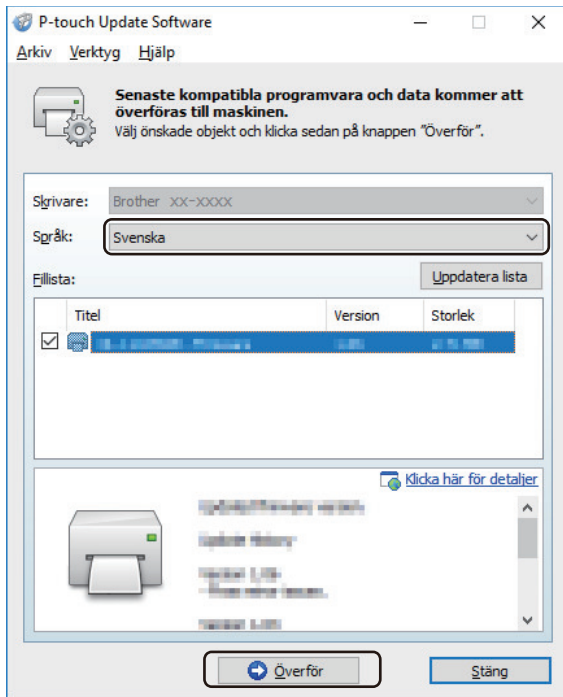 P-touch Update Software
Arkiv Verktyg Hjälp
Senaste kompatibla programvara och data kommer att
överföras till maskinen.
Välj önskade objekt och klicka sedan på knappen "Överför".
Skrivare: Brother XX-XXXX
Språk: Svenska
Fillista: Uppdatera lista
Titel Version Storlek
Klicka här för detaljer
Överför Stäng